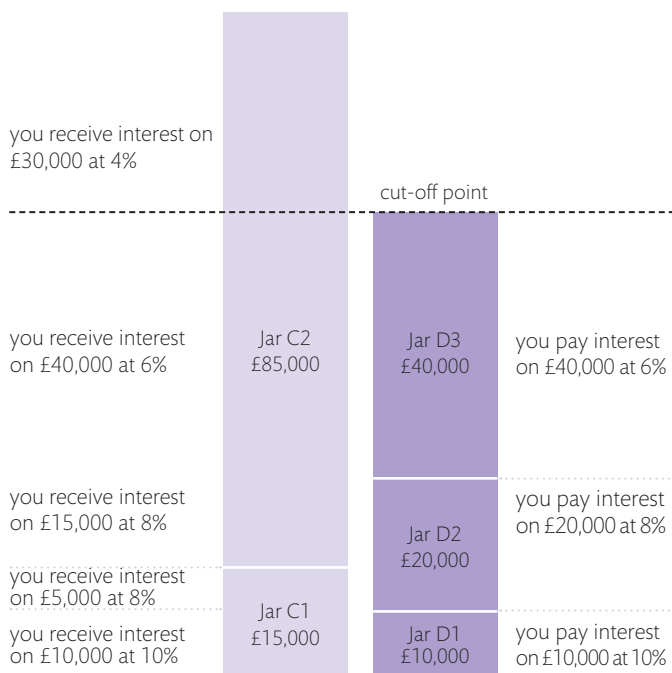 you receive interest on
£30,000 at 4%
cut-off point
you receive interest
on £40,000 at 6%
Jar C2
£85,000
Jar D3
£40,000
you pay interest
on £40,000 at 6%
you receive interest
on £15,000 at 8%
you pay interest
on £20,000 at 8%
Jar D2
£20,000
you receive interest
on £5,000 at 8%
Jar C1
£15,000
you receive interest
on £10,000 at 10%
Jar D1
£10,000
you pay interest
on £10,000 at 10%